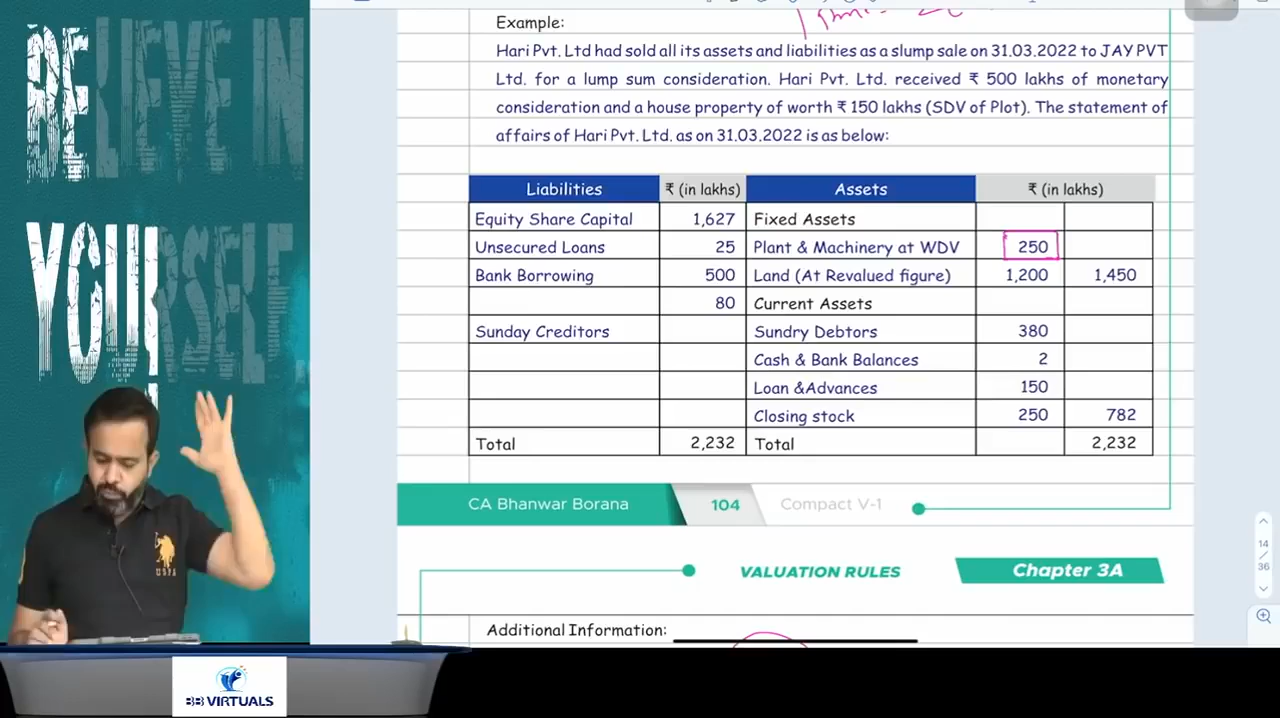 BELIEVE IN
YOURSELF.
Example:
Hari Pvt. Ltd had sold all its assets and liabilities as a slump sale on 31.03.2022 to JAY PVT
Ltd. for a lump sum consideration. Hari Pvt. Ltd. received ₹ 500 lakhs of monetary
consideration and a house property of worth ₹ 150 lakhs (SDV of Plot). The statement of
affairs of Hari Pvt. Ltd. as on 31.03.2022 is as below:
Liabilities ₹ (in lakhs) Assets ₹ (in lakhs)
Equity Share Capital 1,627 Fixed Assets
Unsecured Loans 25 Plant & Machinery at WDV 250
Bank Borrowing 500 Land (At Revalued figure) 1,200 1,450
80 Current Assets
Sunday Creditors Sundry Debtors 380
Cash & Bank Balances 2
Loan &Advances 150
Closing stock 250 782
Total 2,232 Total 2,232
CA Bhanwar Borana 104 Compact V-1
VALUATION RULES Chapter 3A
Additional Information:
14
/
36
USPA
BB VIRTUALS